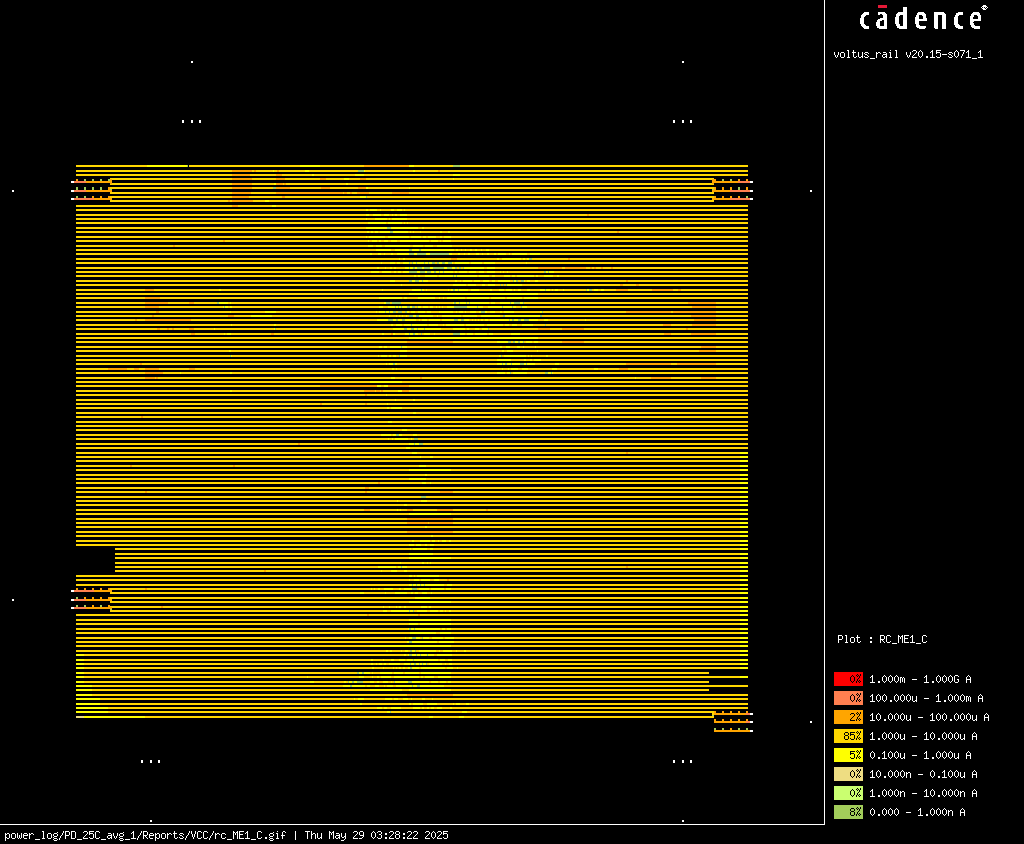 cādence®
voltus_rail v20.15-s071_1
Plot : RC_ME1_C
0% 1.000m - 1.000G A
0% 100.000u - 1.000m A
2% 10.000u - 100.000u A
85% 1.000u - 10.000u A
5% 0.100u - 1.000u A
0% 10.000n - 0.100u A
0% 1.000n - 10.000n A
8% 0.000 - 1.000n A
power_log/PD_25C_avg_1/Reports/VCC/rc_ME1_C.gif | Thu May 29 03:28:22 2025